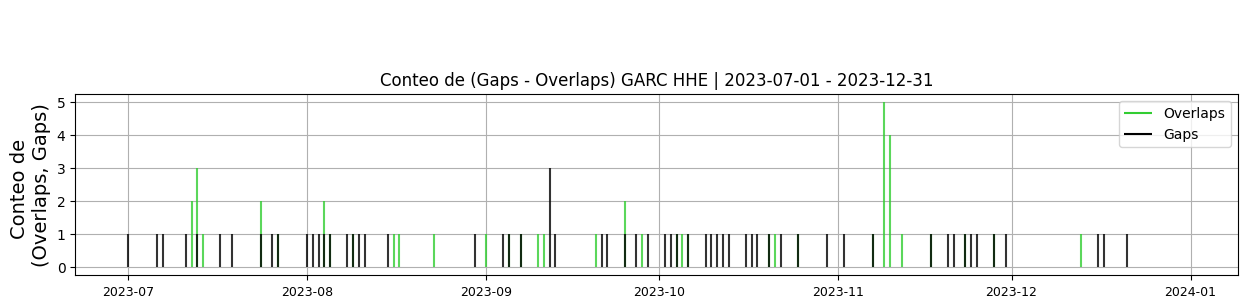 Conteo de (Gaps - Overlaps) GARC HHE | 2023-07-01 - 2023-12-31
Conteo de
(Overlaps, Gaps)
5
4
3
2
1
0
Overlaps
Gaps
2023-07
2023-08
2023-09
2023-10
2023-11
2023-12
2024-01